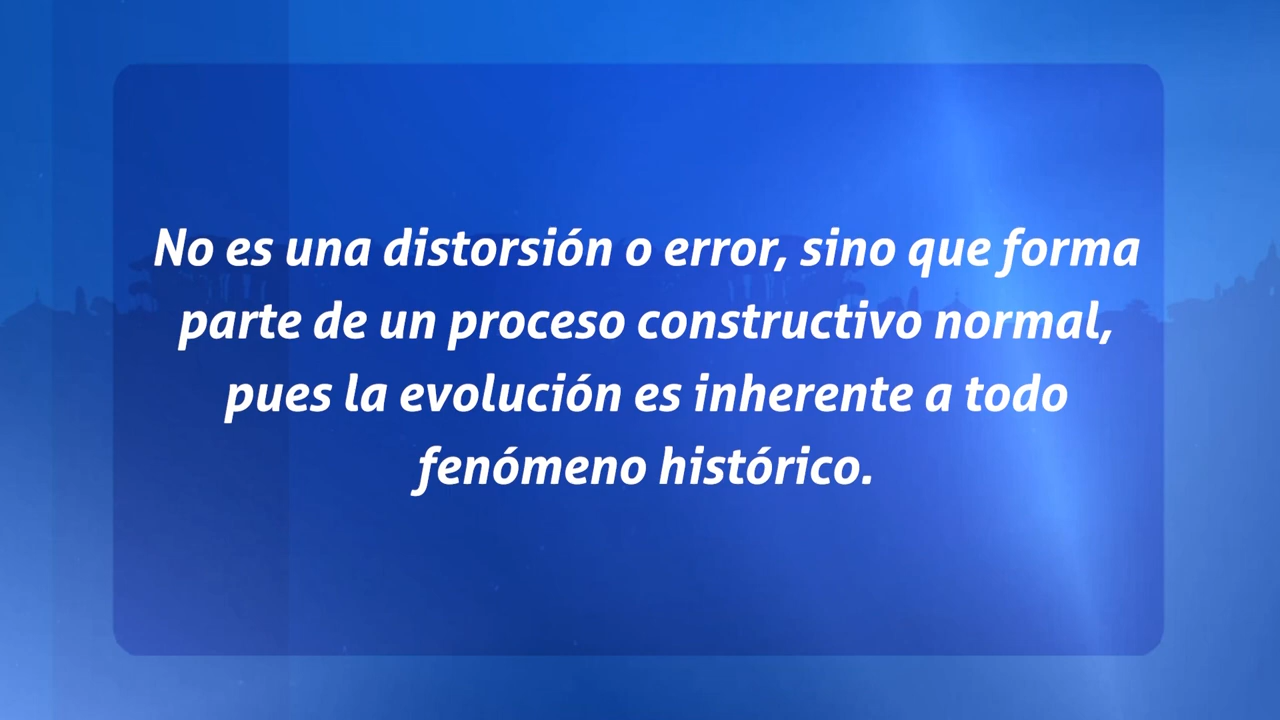 No es una distorsión o error, sino que forma
parte de un proceso constructivo normal,
pues la evolución es inherente a todo
fenómeno histórico.